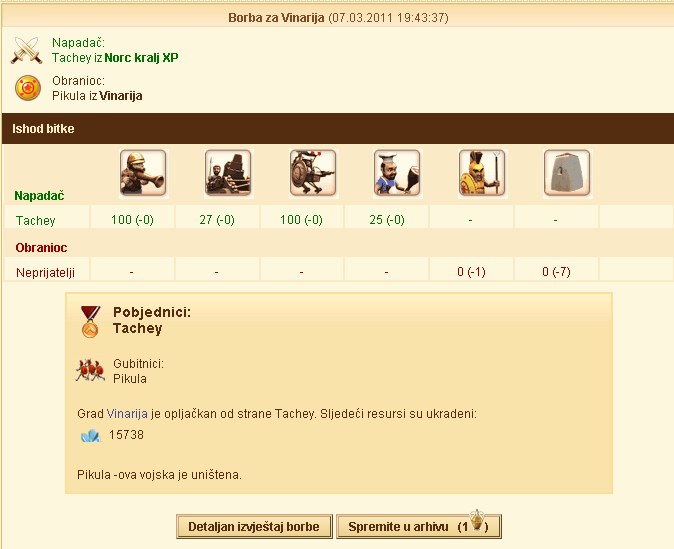 Borba za Vinarija (07.03.2011 19:43:37)
Napadač:
Tachey iz Norc kralj XP
Obranioc:
Pikula iz Vinarija
Ishod bitke
Napadač
Tachey 100 (-0) 27 (-0) 100 (-0) 25 (-0) - -
Obranioc
Neprijatelji - - - - 0 (-1) 0 (-7)
Pobjednici:
Tachey
Gubitnici:
Pikula
Grad Vinarija je opljačkan od strane Tachey. Sljedeći resursi su ukradeni:
15738
Pikula -ova vojska je uništena.
Detaljan izvještaj borbe Spremite u arhivu (1 )